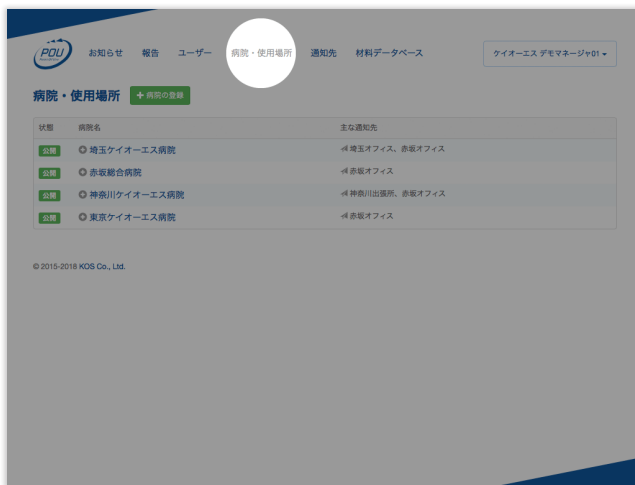 POU
お知らせ 報告 ユーザー 病院・使用場所 通知先 材料データベース ケイオーエス デモマネージャ01
病院・使用場所 + 病院の登録
状態 病院名 主な通知先
公開 埼玉ケイオーエス病院 埼玉オフィス、赤坂オフィス
公開 赤坂総合病院 赤坂オフィス
公開 神奈川ケイオーエス病院 神奈川出張所、赤坂オフィス
公開 東京ケイオーエス病院 赤坂オフィス
© 2015-2018 KOS Co., Ltd.